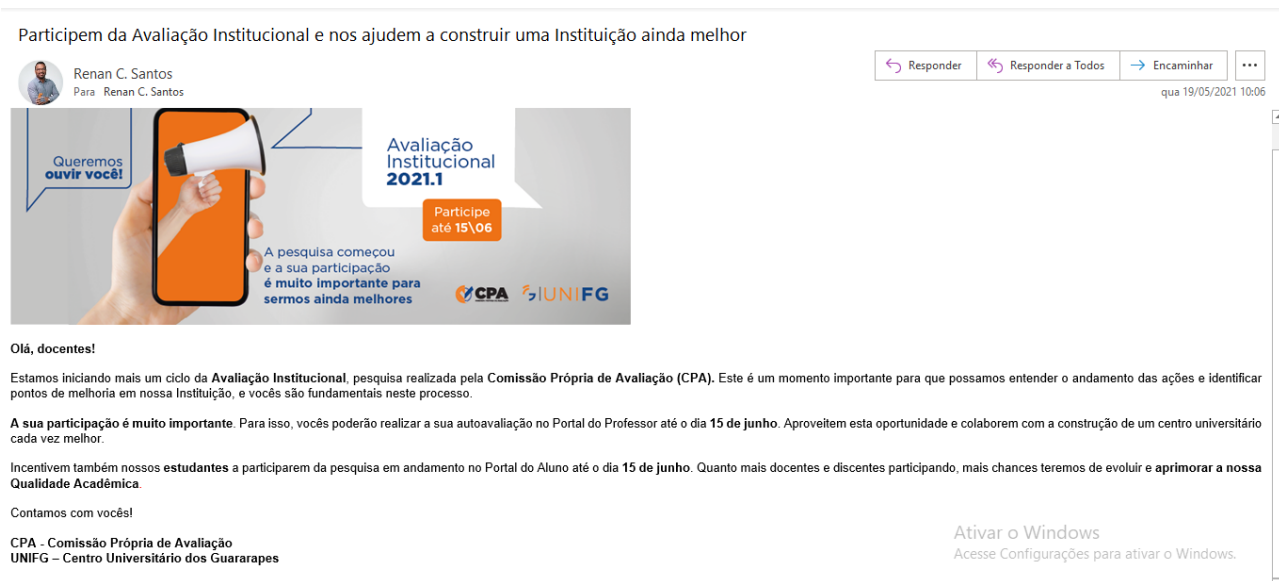 Participem da Avaliação Institucional e nos ajudem a construir uma Instituição ainda melhor
Renan C. Santos
Para Renan C. Santos
Responder
Responder a Todos
Encaminhar
qua 19/05/2021 10:06
Queremos
ouvir você!
Avaliação
Institucional
2021.1
Participe
até 15\06
A pesquisa começou
e a sua participação
é muito importante para
sermos ainda melhores
CPA
UNIFG
Olá, docentes!
Estamos iniciando mais um ciclo da Avaliação Institucional, pesquisa realizada pela Comissão Própria de Avaliação (CPA). Este é um momento importante para que possamos entender o andamento das ações e identificar
pontos de melhoria em nossa Instituição, e vocês são fundamentais neste processo.
A sua participação é muito importante. Para isso, vocês poderão realizar a sua autoavaliação no Portal do Professor até o dia 15 de junho. Aproveitem esta oportunidade e colaborem com a construção de um centro universitário
cada vez melhor.
Incentivem também nossos estudantes a participarem da pesquisa em andamento no Portal do Aluno até o dia 15 de junho. Quanto mais docentes e discentes participando, mais chances teremos de evoluir e aprimorar a nossa
Qualidade Acadêmica.
Contamos com vocês!
CPA - Comissão Própria de Avaliação
UNIFG – Centro Universitário dos Guararapes
Ativar o Windows
Acesse Configurações para ativar o Windows.